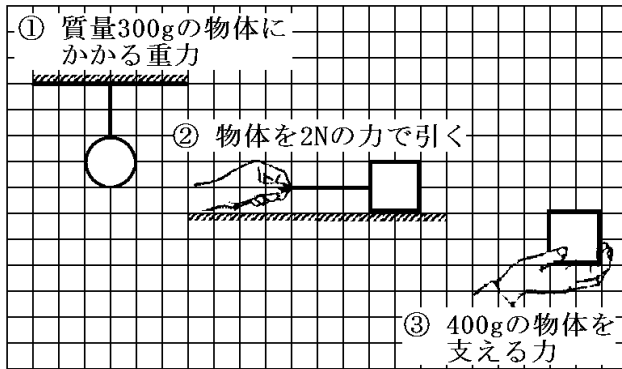 ① 質量300gの物体に
かかる重力
② 物体を2Nの力で引く
③ 400gの物体を
支える力